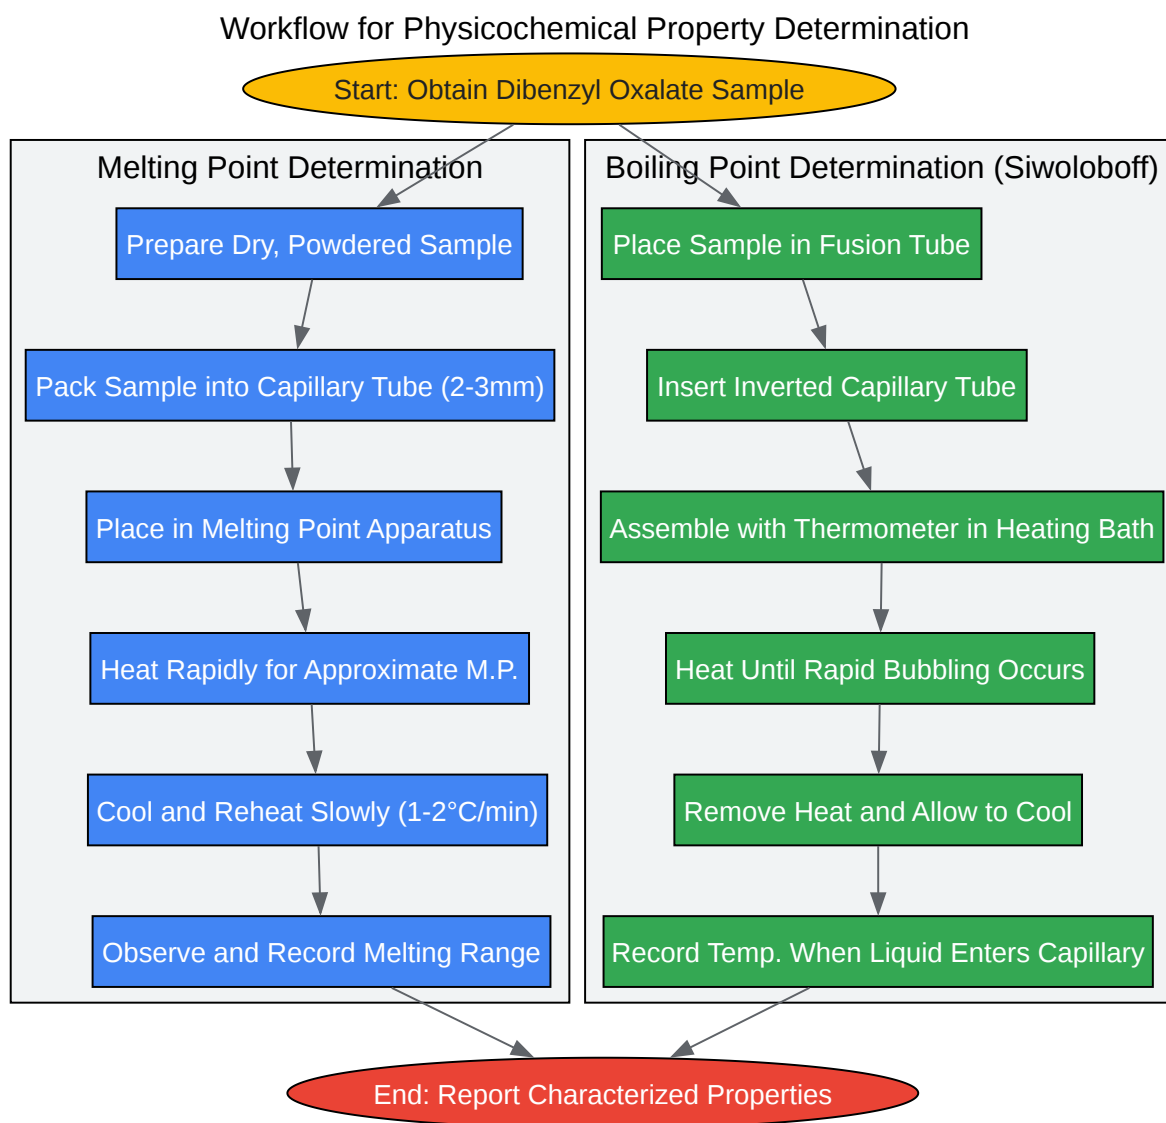 Workflow for Physicochemical Property Determination
Start: Obtain Dibenzyl Oxalate Sample
Melting Point Determination
Prepare Dry, Powdered Sample
Pack Sample into Capillary Tube (2-3mm)
Place in Melting Point Apparatus
Heat Rapidly for Approximate M.P.
Cool and Reheat Slowly (1-2°C/min)
Observe and Record Melting Range
Boiling Point Determination (Siwoloboff)
Place Sample in Fusion Tube
Insert Inverted Capillary Tube
Assemble with Thermometer in Heating Bath
Heat Until Rapid Bubbling Occurs
Remove Heat and Allow to Cool
Record Temp. When Liquid Enters Capillary
End: Report Characterized Properties